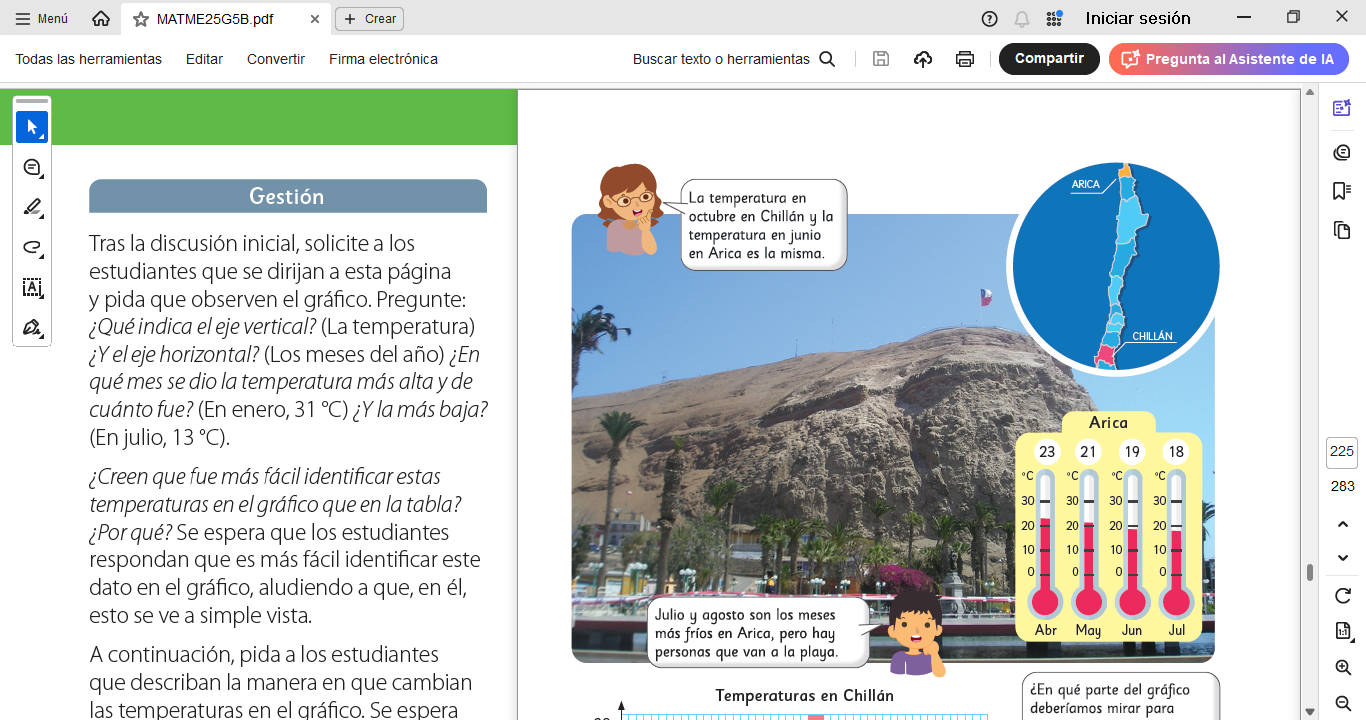 Menú
MATME25G5B.pdf
Crear
Iniciar sesión
Todas las herramientas
Editar
Convertir
Firma electrónica
Buscar texto o herramientas
Compartir
Pregunta al Asistente de IA
Gestión
Tras la discusión inicial, solicite a los
estudiantes que se dirijan a esta página
y pida que observen el gráfico. Pregunte:
¿Qué indica el eje vertical? (La temperatura)
¿Y el eje horizontal? (Los meses del año) ¿En
qué mes se dio la temperatura más alta y de
cuánto fue? (En enero, 31 °C) ¿Y la más baja?
(En julio, 13 °C).
¿Creen que fue más fácil identificar estas
temperaturas en el gráfico que en la tabla?
¿Por qué? Se espera que los estudiantes
respondan que es más fácil identificar este
dato en el gráfico, aludiendo a que, en él,
esto se ve a simple vista.
A continuación, pida a los estudiantes
que describan la manera en que cambian
las temperaturas en el gráfico. Se espera
La temperatura en
octubre en Chillán y la
temperatura en junio
en Arica es la misma.
ARICA
CHILLÁN
Arica
23 21 19 18
°C °C °C °C
30 30 30 30
20 20 20 20
10 10 10 10
0 0 0 0
Abr May Jun Jul
Julio y agosto son los meses
más fríos en Arica, pero hay
personas que van a la playa.
Temperaturas en Chillán
¿En qué parte del gráfico
deberíamos mirar para
225
283